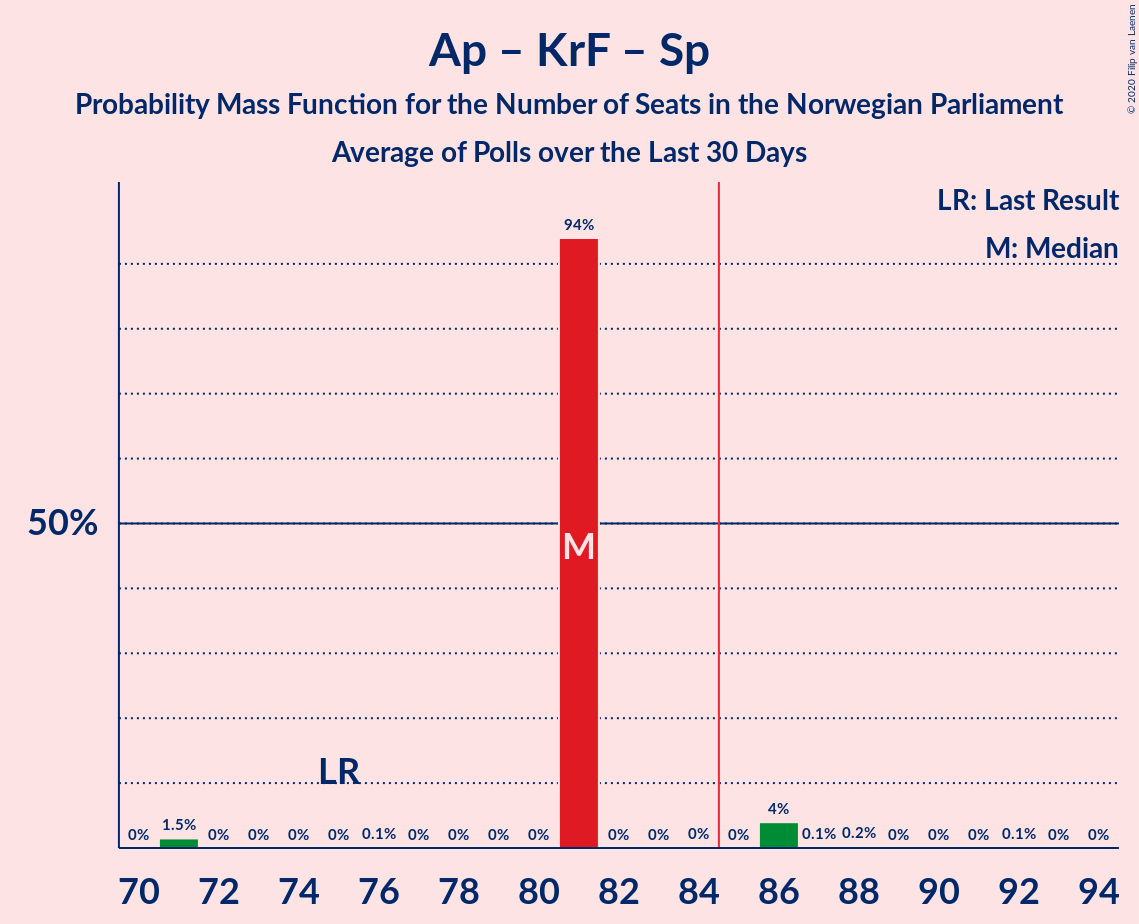 Ap – KrF – Sp
Probability Mass Function for the Number of Seats in the Norwegian Parliament
Average of Polls over the Last 30 Days
© 2020 Filip van Laenen
LR: Last Result
M: Median
94%
50%
M
LR
0% 1.5% 0% 0% 0% 0% 0.1% 0% 0% 0% 0% 0% 0% 0% 0% 4% 0.1% 0.2% 0% 0% 0% 0.1% 0% 0%
70 72 74 76 78 80 82 84 86 88 90 92 94